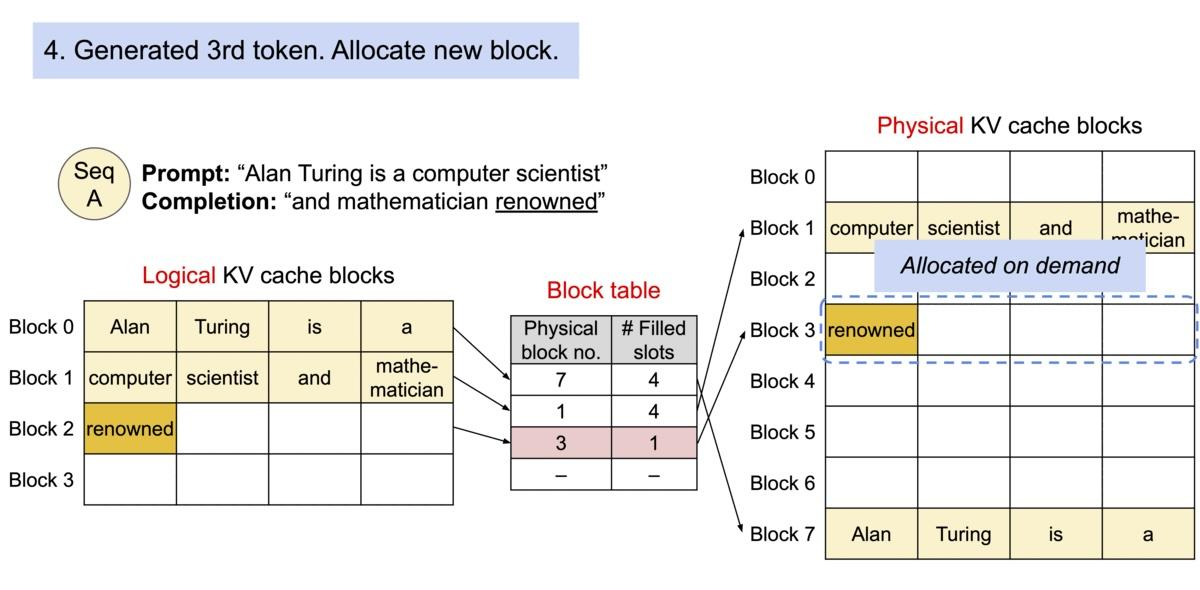 4. Generated 3rd token. Allocate new block.
Seq
A
Prompt: “Alan Turing is a computer scientist”
Completion: “and mathematician renowned”
Logical KV cache blocks
Block 0 Alan Turing is a
Block 1 computer scientist and mathe-
matician
Block 2 renowned
Block 3
Block table
Physical # Filled
block no. slots
7 4
1 4
3 1
– –
Physical KV cache blocks
Block 0
Block 1 computer scientist and mathe-
matician
Allocated on demand
Block 2
Block 3 renowned
Block 4
Block 5
Block 6
Block 7 Alan Turing is a